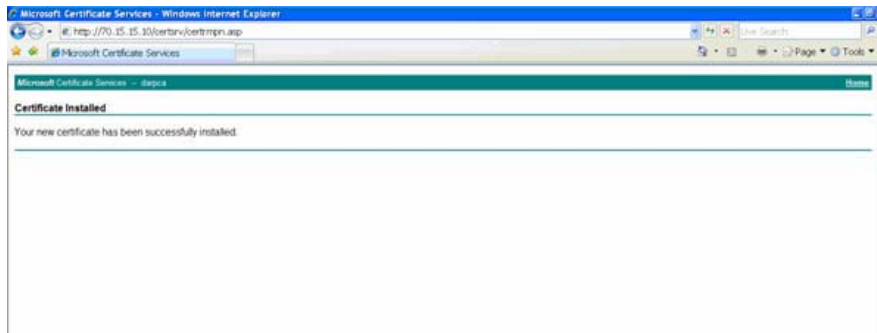 Microsoft Certificate Services - Windows Internet Explorer
http://70.15.15.10/certsrv/certrmpn.asp
Live Search
Microsoft Certificate Services
Page Tools
Microsoft Certificate Services -- darpca Home
Certificate Installed
Your new certificate has been successfully installed.